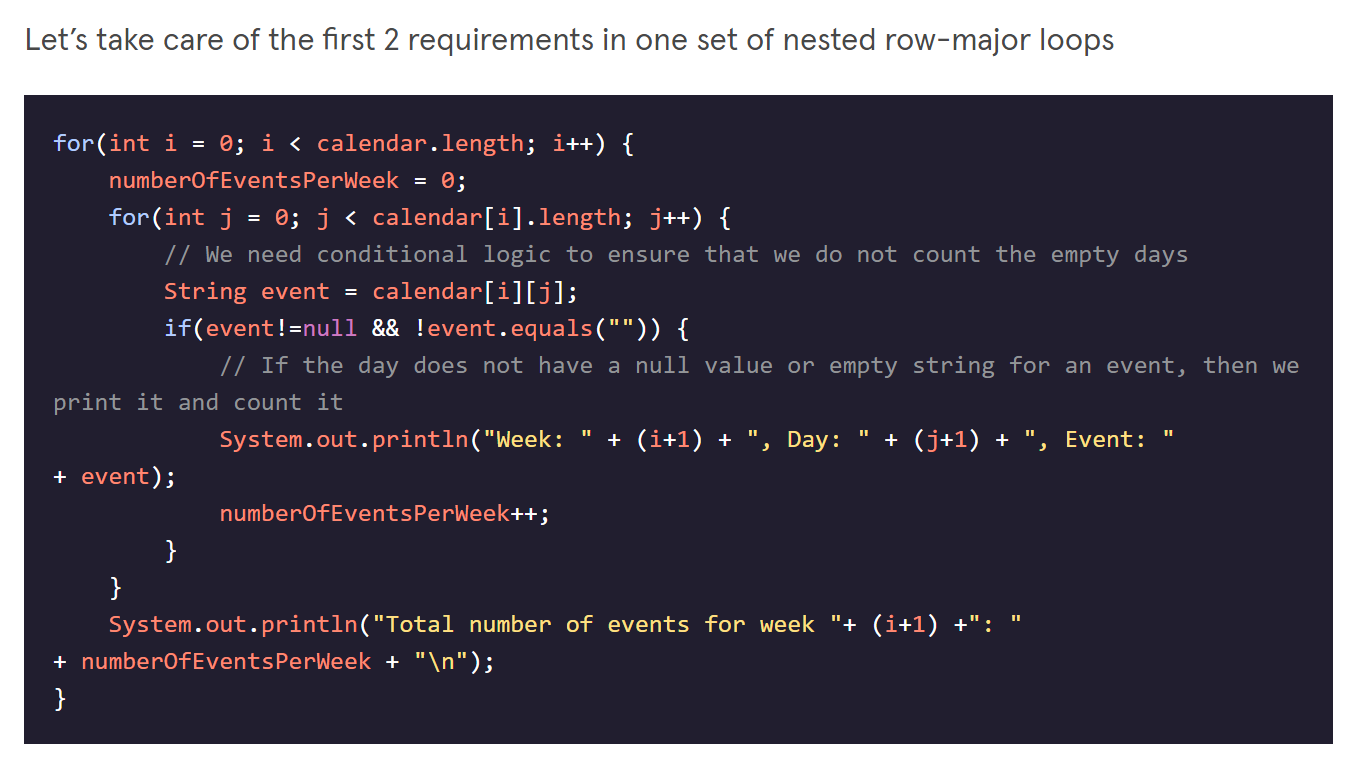 Let’s take care of the first 2 requirements in one set of nested row-major loops
for(int i = 0; i < calendar.length; i++) {
    numberOfEventsPerWeek = 0;
    for(int j = 0; j < calendar[i].length; j++) {
        // We need conditional logic to ensure that we do not count the empty days
        String event = calendar[i][j];
        if(event!=null && !event.equals("")) {
            // If the day does not have a null value or empty string for an event, then we
print it and count it
            System.out.println("Week: " + (i+1) + ", Day: " + (j+1) + ", Event: "
+ event);
            numberOfEventsPerWeek++;
        }
    }
    System.out.println("Total number of events for week "+ (i+1) +": "
+ numberOfEventsPerWeek + "\n");
}